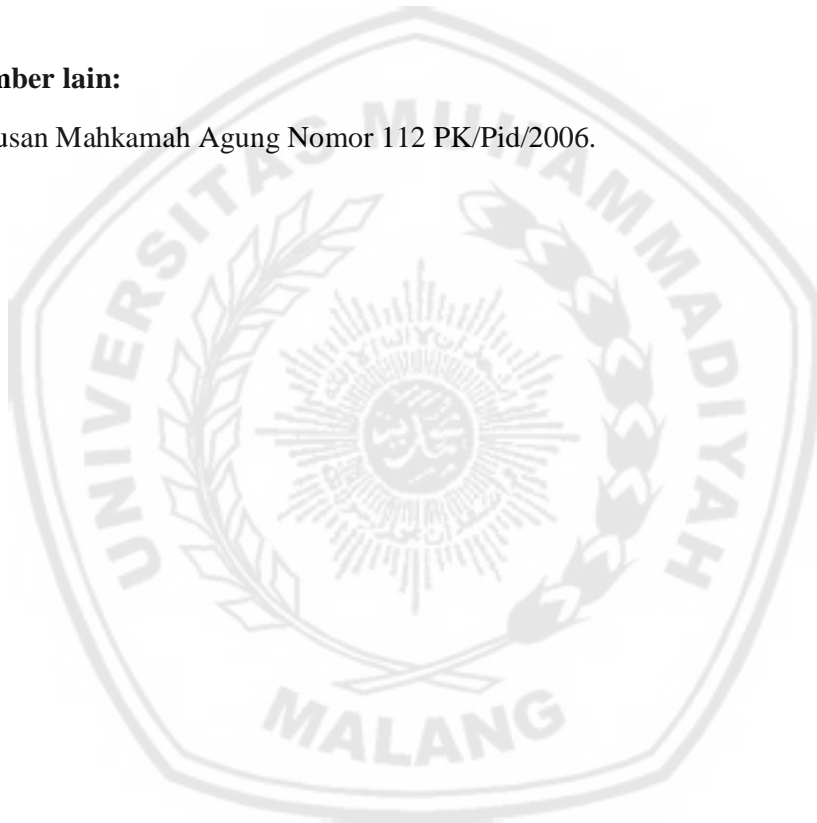 mber lain:
usan Mahkamah Agung Nomor 112 PK/Pid/2006.
UNIVERSITAS MUHAMMADIYAH
MALANG